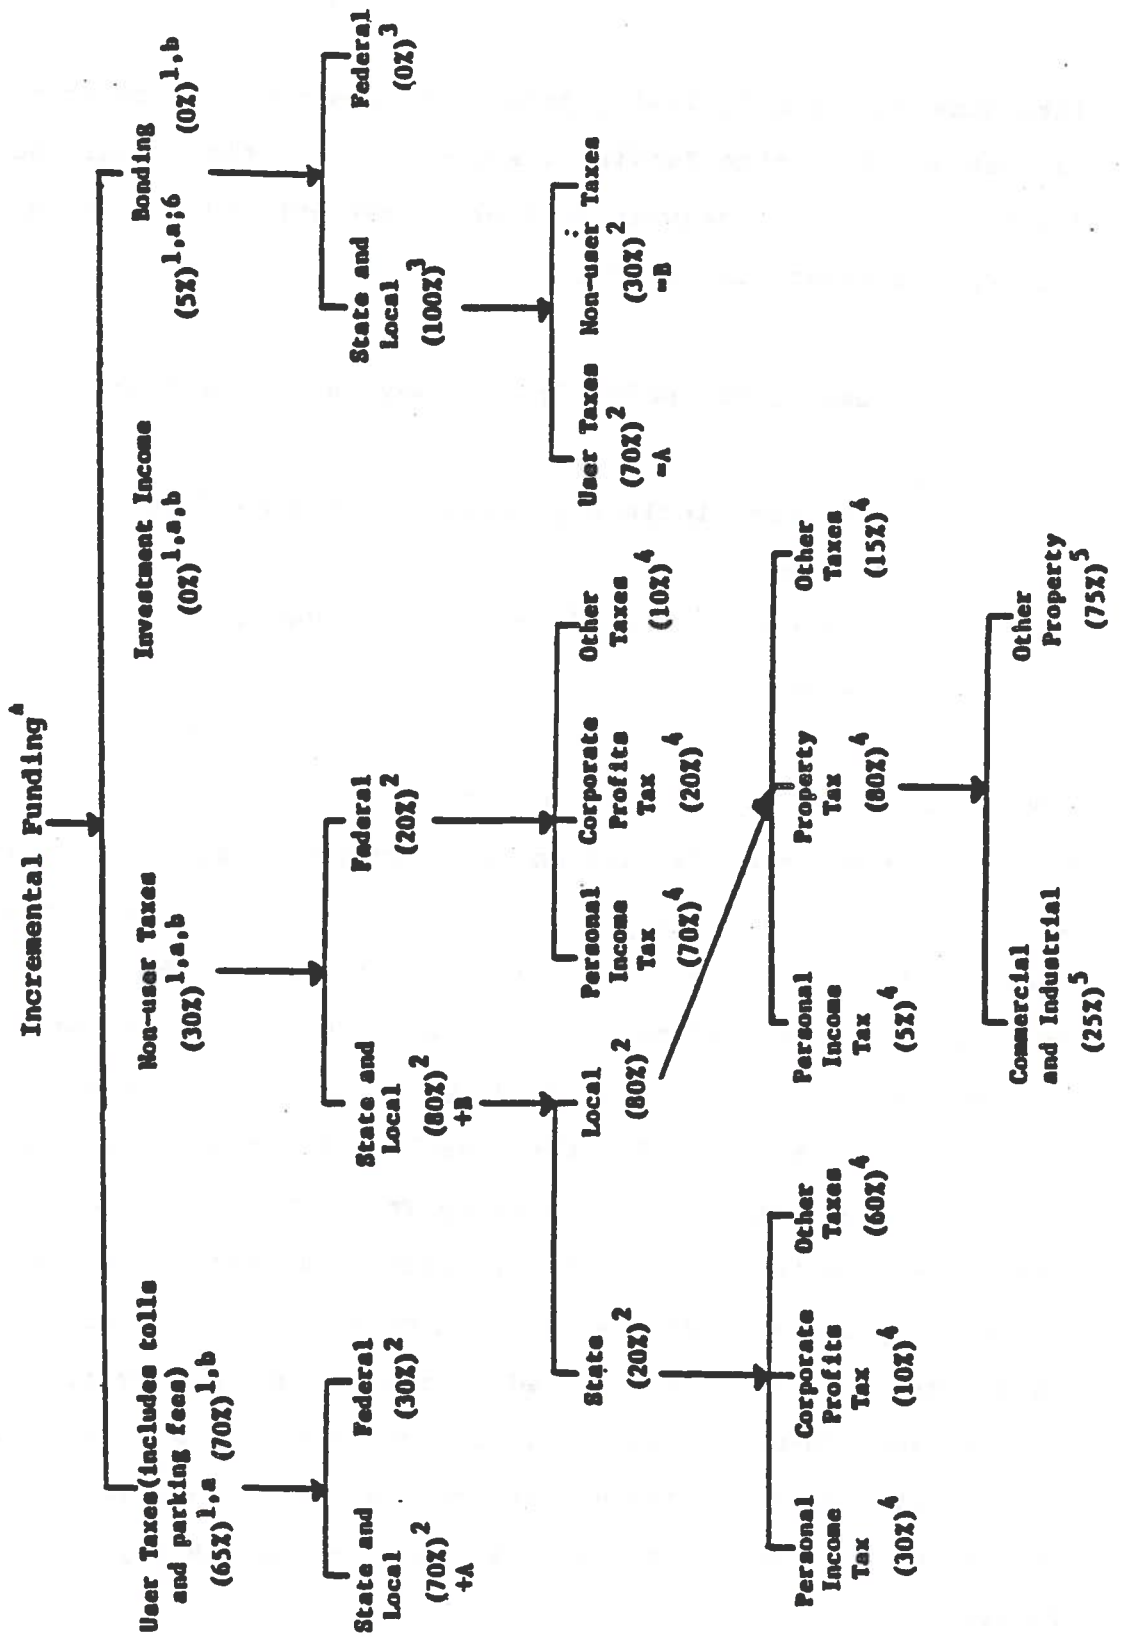 Incremental Funding^A
User Taxes(includes tolls
and parking fees)
(65%)^1,a (70%)^1,b
Non-user Taxes
(30%)^1,a,b
Investment Income
(0%)^1,a,b
Bonding
(5%)^1,a;6 (0%)^1,b
State and
Local
(70%)^2
+A
Federal
(30%)^2
State and
Local
(80%)^2
+B
Federal
(20%)^2
State and
Local
(100%)^3
Federal
(0%)^3
State
(20%)^2
Local
(80%)^2
Personal
Income
Tax
(70%)^4
Corporate
Profits
Tax
(20%)^4
Other
Taxes
(10%)^4
User Taxes
(70%)^2
=A
Non-user Taxes
(30%)^2
=B
Personal
Income
Tax
(30%)^4
Corporate
Profits
Tax
(10%)^4
Other
Taxes
(60%)^4
Personal
Income
Tax
(5%)^4
Property
Tax
(80%)^4
Other
Taxes
(15%)^4
Commercial
and Industrial
(25%)^5
Other
Property
(75%)^5